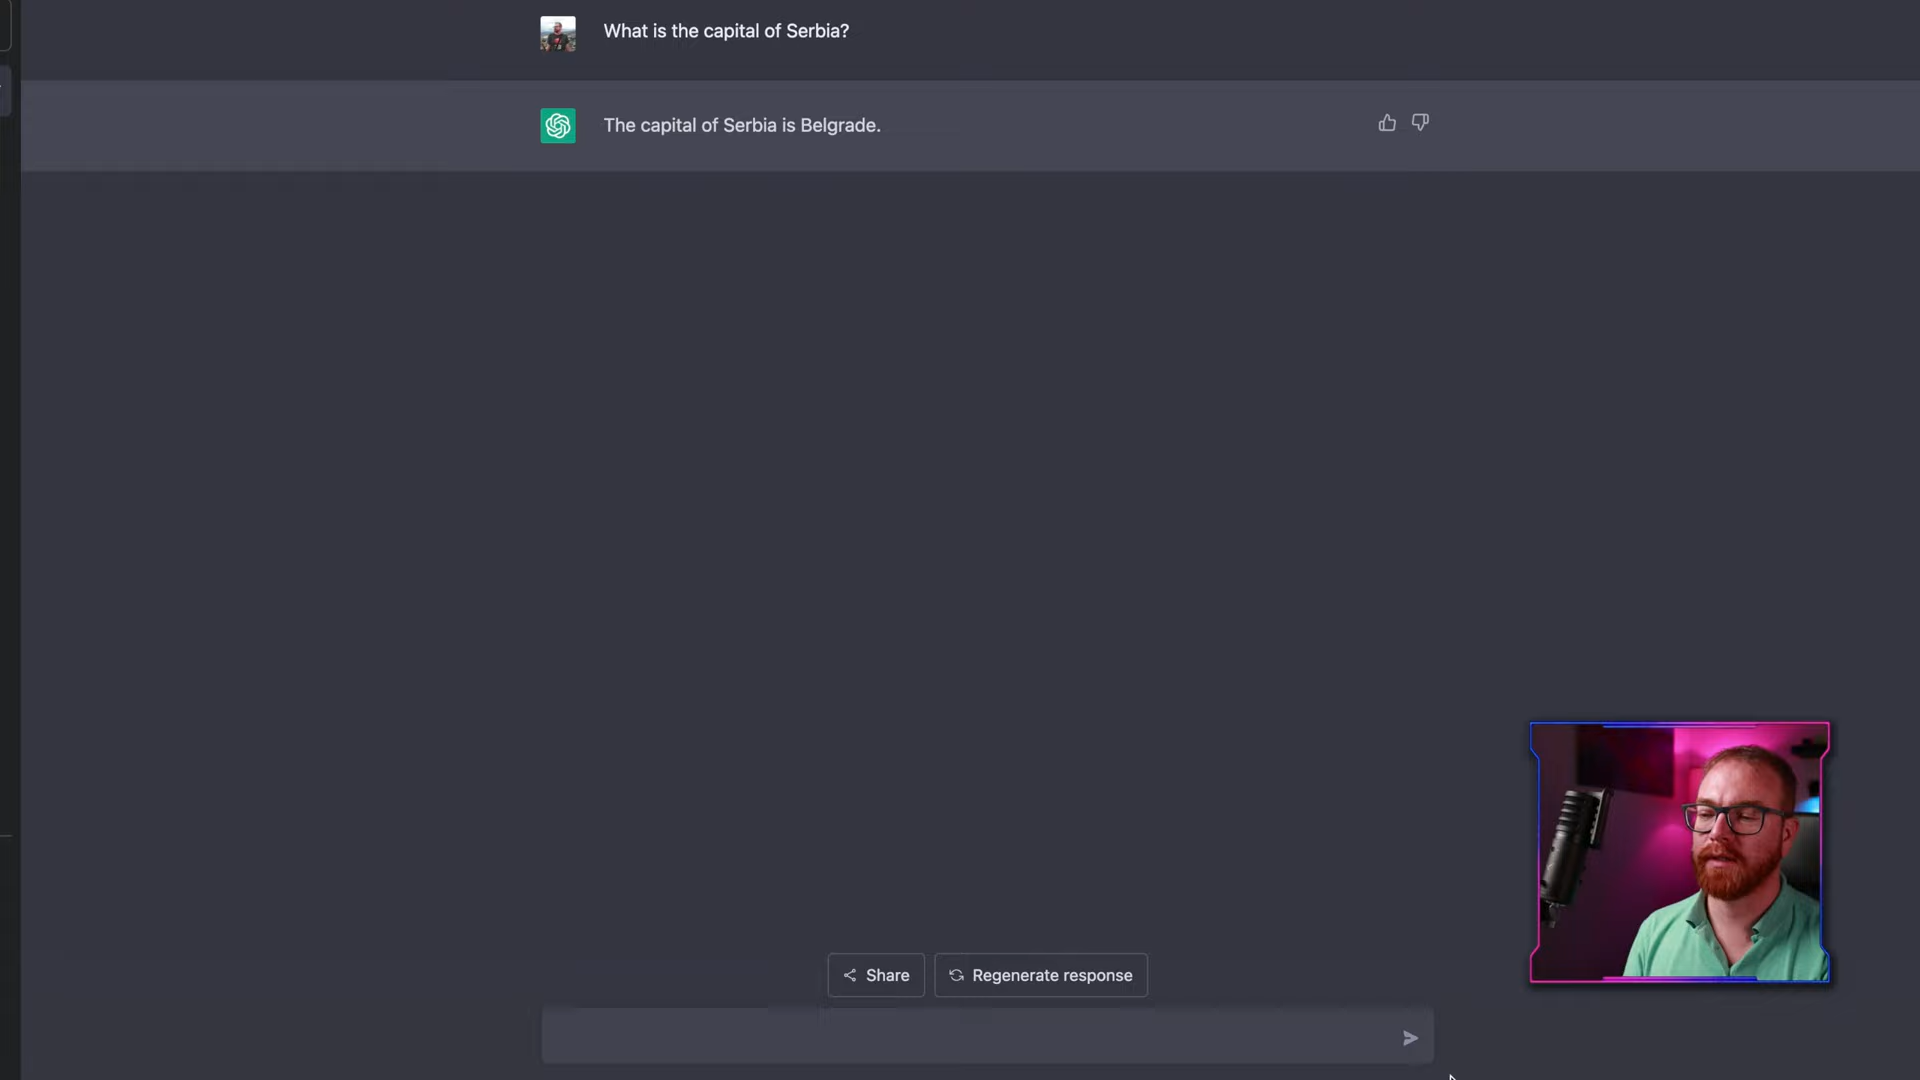 What is the capital of Serbia?
The capital of Serbia is Belgrade.
Share
Regenerate response